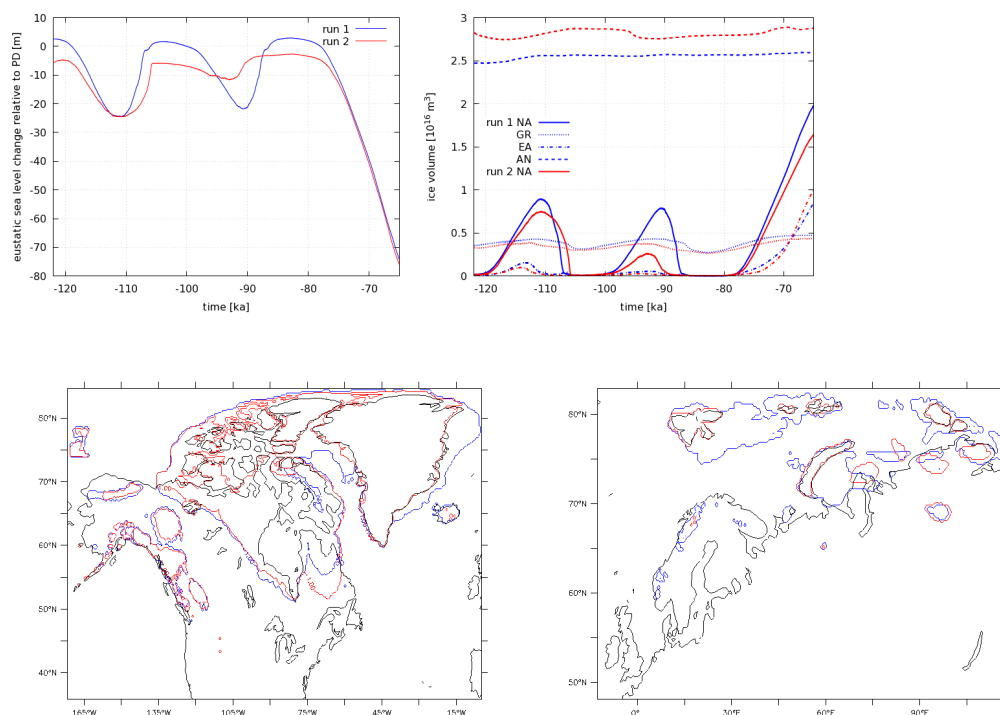 eustatic sea level change relative to PD [m]
10
0
-10
-20
-30
-40
-50
-60
-70
-80
-120
-110
-100
-90
-80
-70
time [ka]
run 1
run 2
ice volume [10¹⁶ m³]
3
2.5
2
1.5
1
0.5
0
-120
-110
-100
-90
-80
-70
time [ka]
run 1 NA
GR
EA
AN
run 2 NA
80°N
70°N
60°N
50°N
40°N
165°W
135°W
105°W
75°W
45°W
15°W
80°N
70°N
60°N
50°N
0°
30°E
60°E
90°E